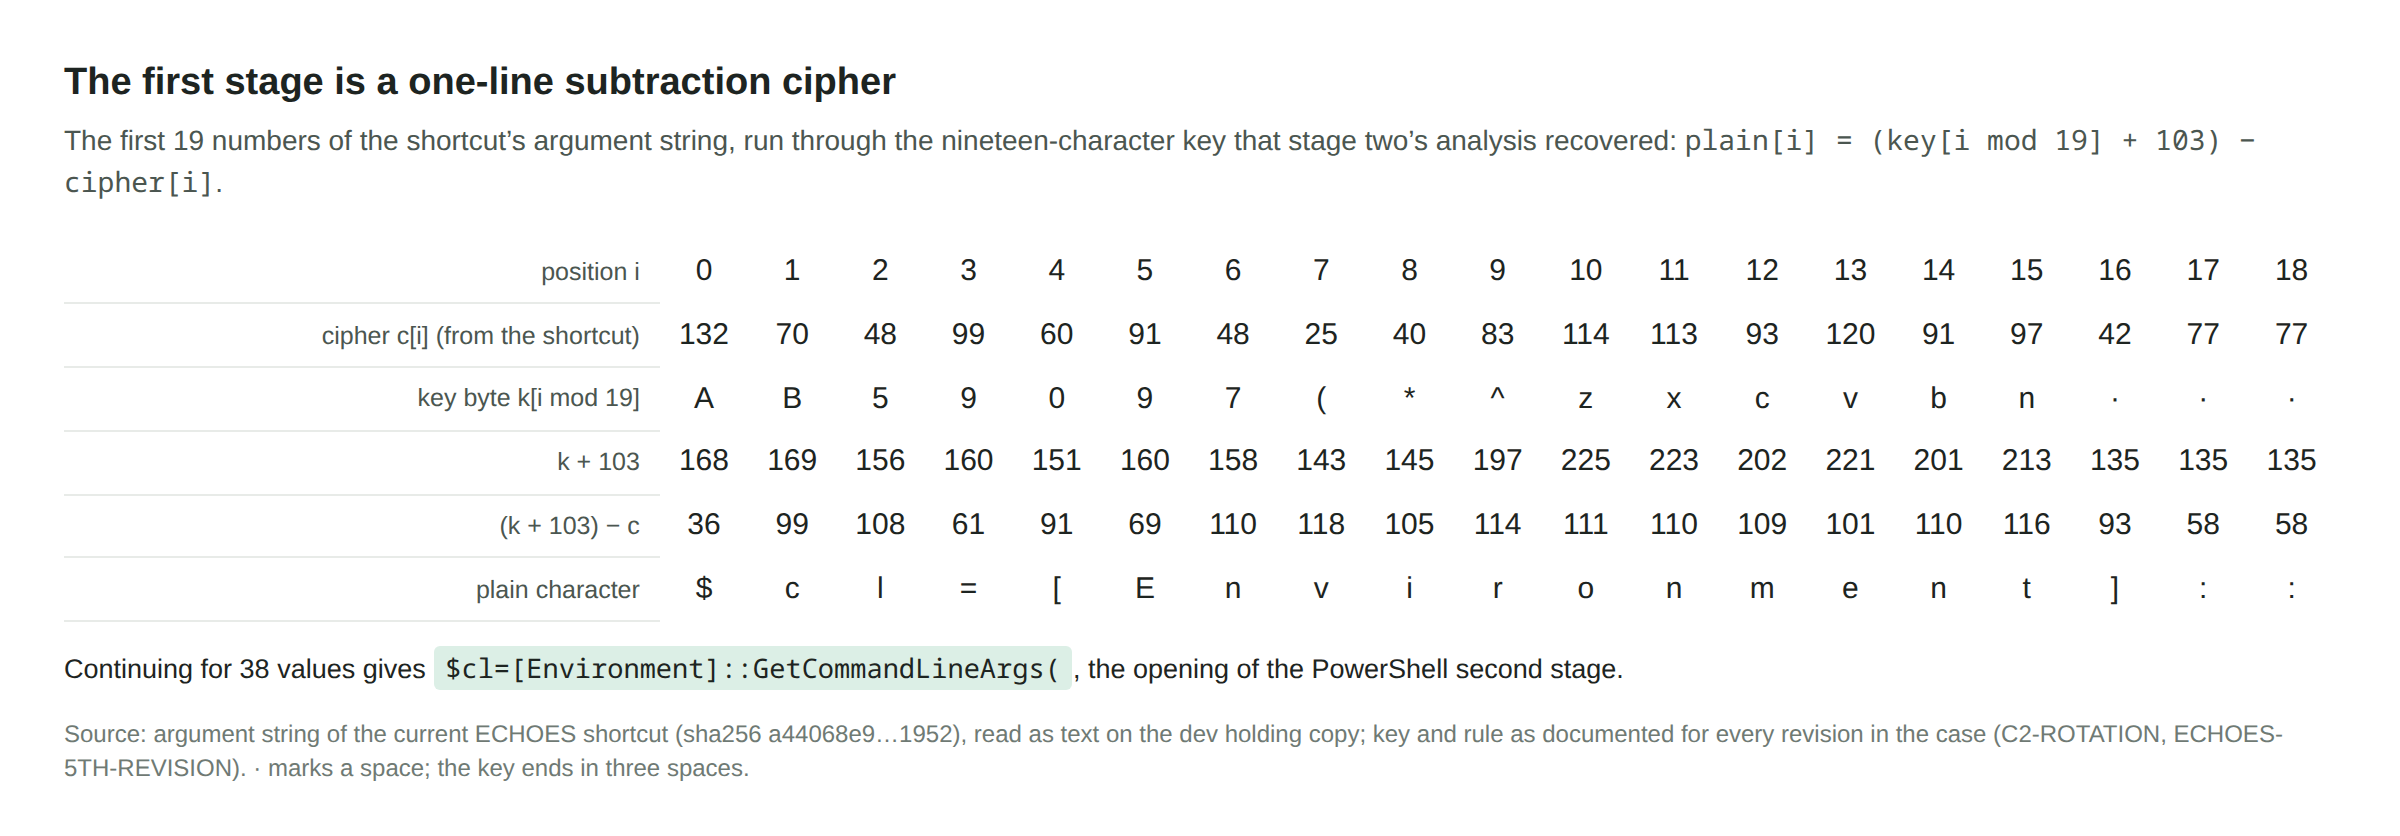 The first stage is a one-line subtraction cipher
The first 19 numbers of the shortcut’s argument string, run through the nineteen-character key that stage two’s analysis recovered: plain[i] = (key[i mod 19] + 103) −
cipher[i].
position i 0 1 2 3 4 5 6 7 8 9 10 11 12 13 14 15 16 17 18
cipher c[i] (from the shortcut) 132 70 48 99 60 91 48 25 40 83 114 113 93 120 91 97 42 77 77
key byte k[i mod 19] A B 5 9 0 9 7 ( * ^ z x c v b n · · ·
k + 103 168 169 156 160 151 160 158 143 145 197 225 223 202 221 201 213 135 135 135
(k + 103) − c 36 99 108 61 91 69 110 118 105 114 111 110 109 101 110 116 93 58 58
plain character $ c l = [ E n v i r o n m e n t ] : :
Continuing for 38 values gives $cl=[Environment]::GetCommandLineArgs( , the opening of the PowerShell second stage.
Source: argument string of the current ECHOES shortcut (sha256 a44068e9…1952), read as text on the dev holding copy; key and rule as documented for every revision in the case (C2-ROTATION, ECHOES-
5TH-REVISION). · marks a space; the key ends in three spaces.